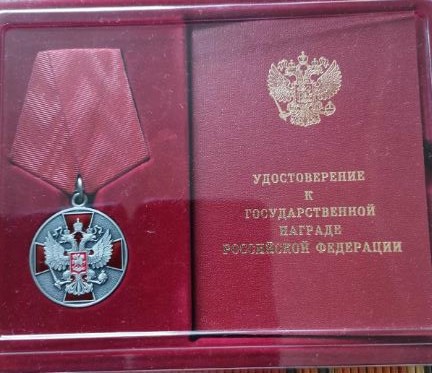 УДОСТОВЕРЕНИЕ
К
ГОСУДАРСТВЕННОЙ
НАГРАДЕ
РОССИЙСКОЙ ФЕДЕРАЦИИ